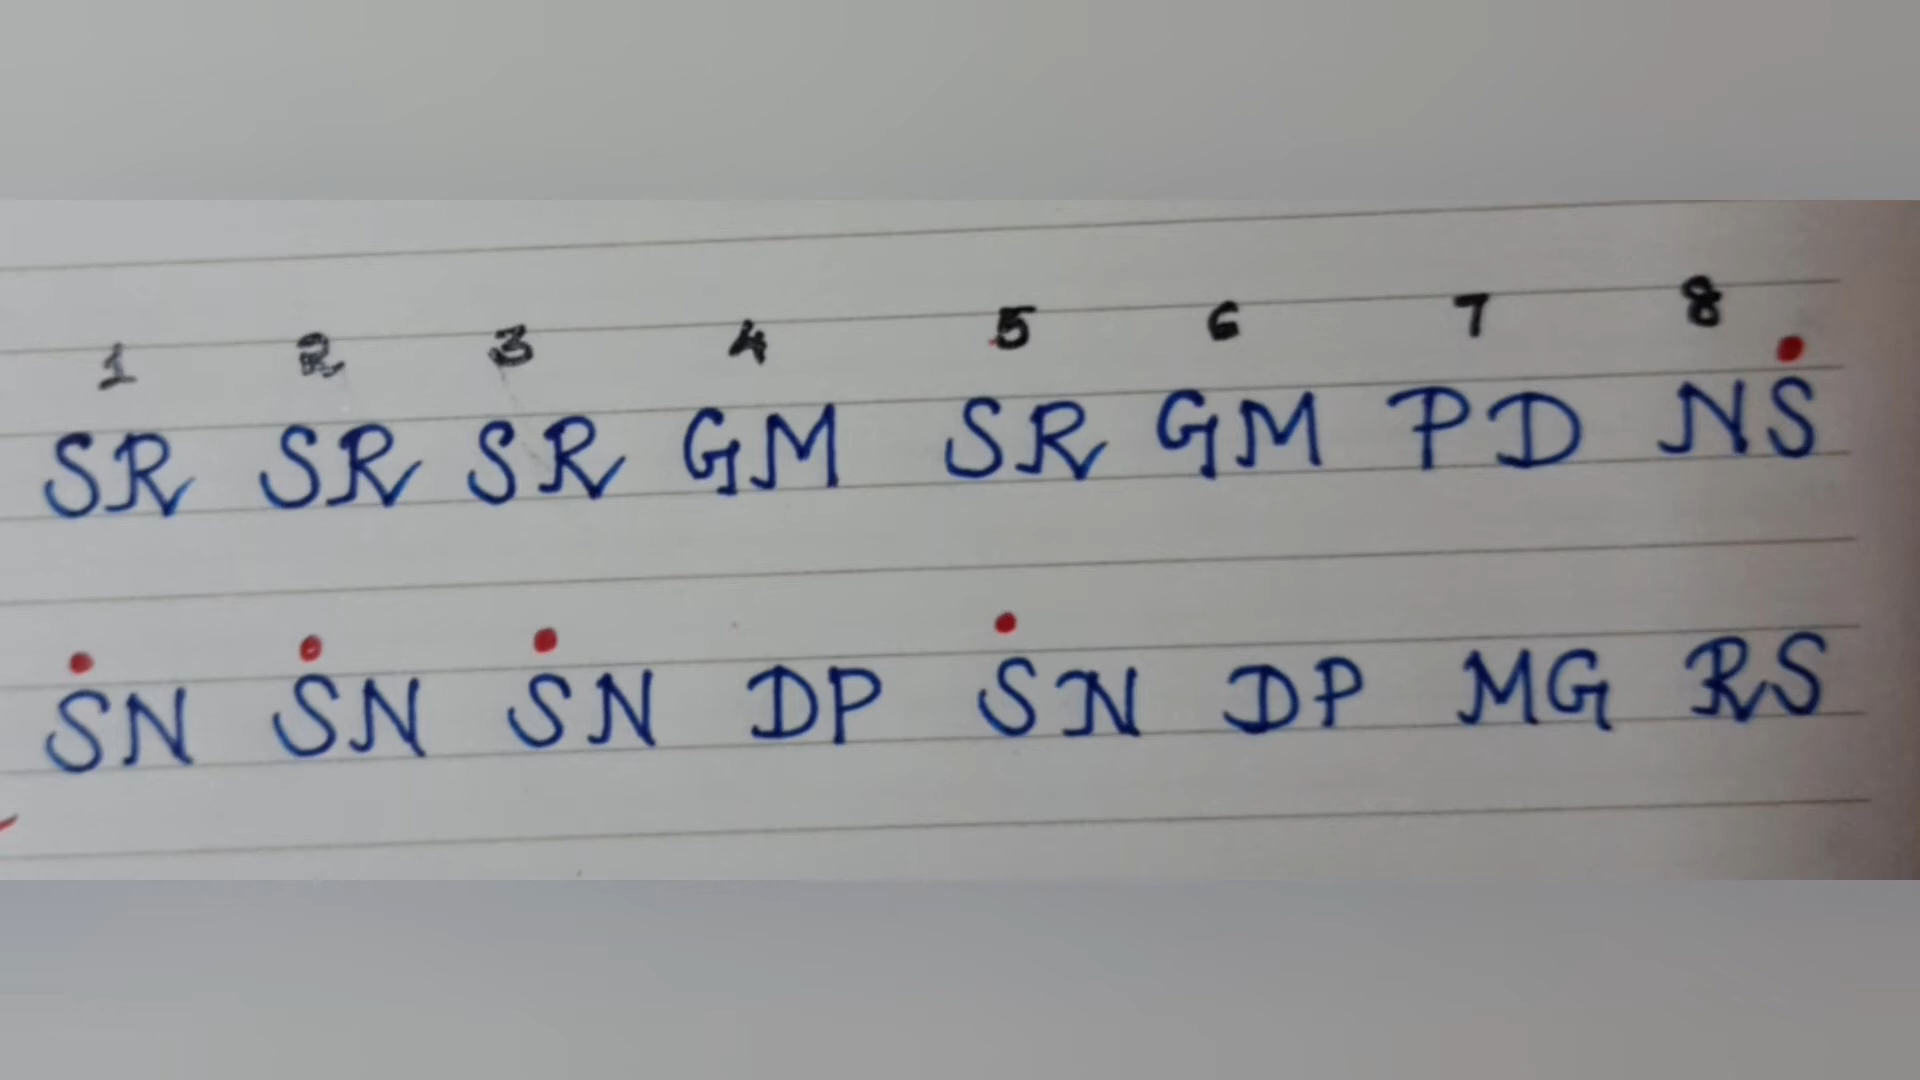 1 2 3 4 5 6 7 8
SR SR SR GM SR GM PD NṠ
ṠN ṠN ṠN DP ṠN DP MG RS